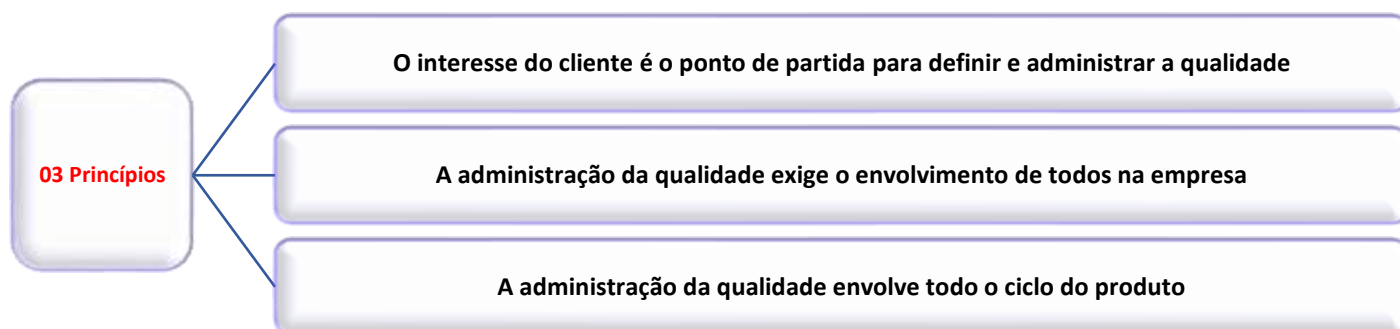 03 Princípios
O interesse do cliente é o ponto de partida para definir e administrar a qualidade
A administração da qualidade exige o envolvimento de todos na empresa
A administração da qualidade envolve todo o ciclo do produto